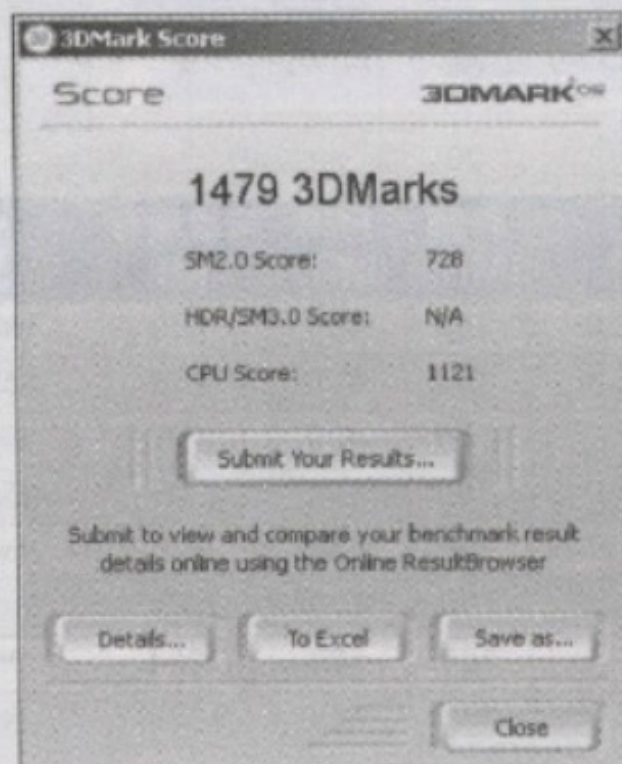 3DMark Score
Score
3DMARK 06
1479 3DMarks
SM2.0 Score: 728
HDR/SM3.0 Score: N/A
CPU Score: 1121
Submit Your Results...
Submit to view and compare your benchmark result
details online using the Online ResultBrowser
Details... To Excel Save as...
Close